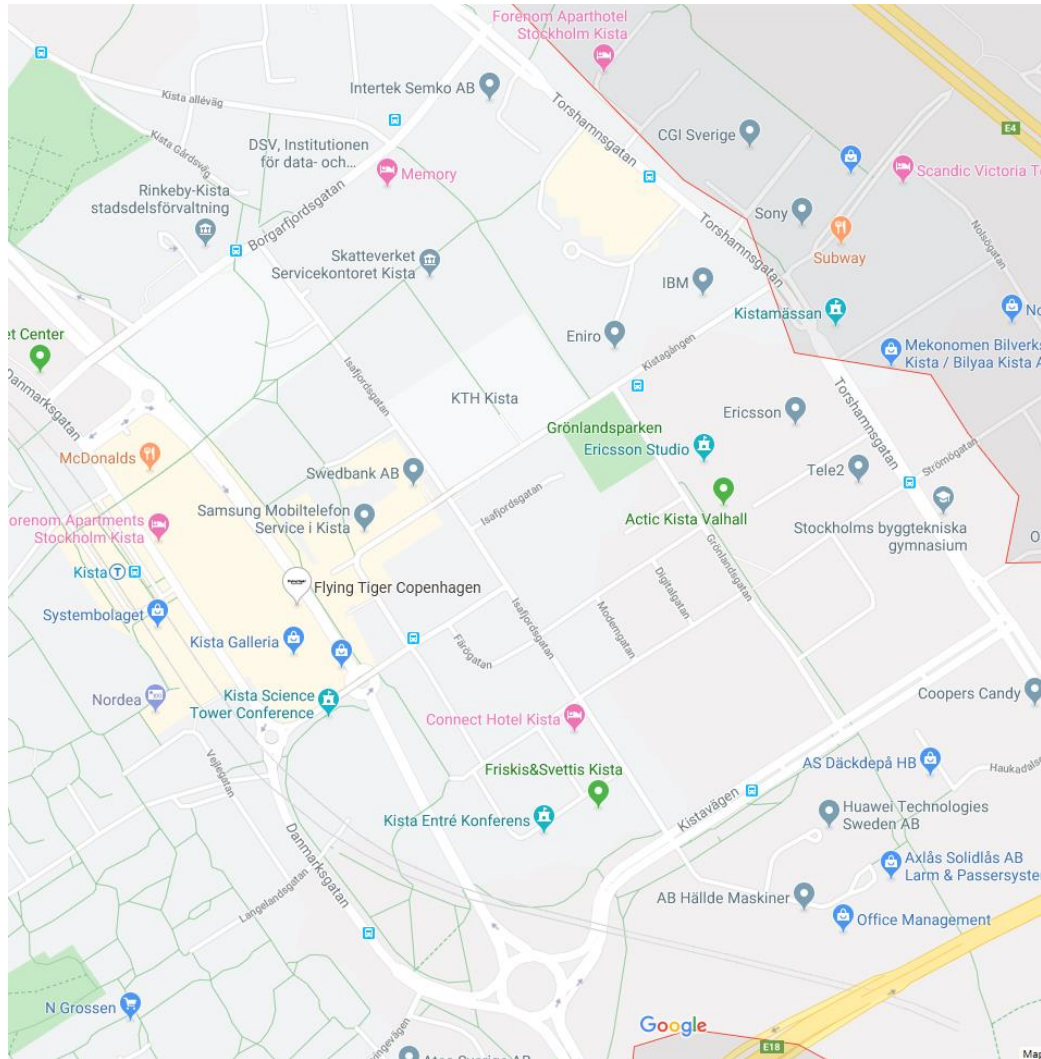 Forenom Aparthotel
Stockholm Kista
Intertek Semko AB
Kista alléväg
Torshamnsgatan
E4
CGI Sverige
Kista Gårdsväg
DSV, Institutionen
för data- och...
Memory
Scandic Victoria
Rinkeby-Kista
stadsdelsförvaltning
Borgarfjordsgatan
Sony
Nolsögatan
Subway
Torshamnsgatan
Skatteverket
Servicekontoret Kista
IBM
Kistamässan
Eniro
Kistagången
et Center
Mekonomen Bilverks
Kista / Bilyaa Kista A
Danmarksgatan
Isafjordsgatan
KTH Kista
Torshamnsgatan
Ericsson
Grönlandsparken
Ericsson Studio
McDonalds
Swedbank AB
Tele2
Strömögatan
Samsung Mobiltelefon
Service i Kista
Isafjordsgatan
Actic Kista Valhall
Stockholms byggtekniska
gymnasium
Forenom Apartments
Stockholm Kista
Grönlandsgatan
Kista T
Flying Tiger Copenhagen
Digitalgatan
Systembolaget
Isafjordsgatan
Moderngatan
Kista Galleria
Färögatan
Nordea
Kista Science
Tower Conference
Coopers Candy
Connect Hotel Kista
Vejlegatan
Friskis&Svettis Kista
AS Däckdepå HB
Kistavägen
Huawei Technologies
Sweden AB
Kista Entré Konferens
Danmarksgatan
Axlås Solidlås AB
Larm & Passersystem
Langelandsgatan
AB Hällde Maskiner
Office Management
N Grossen
Google
E18
Map